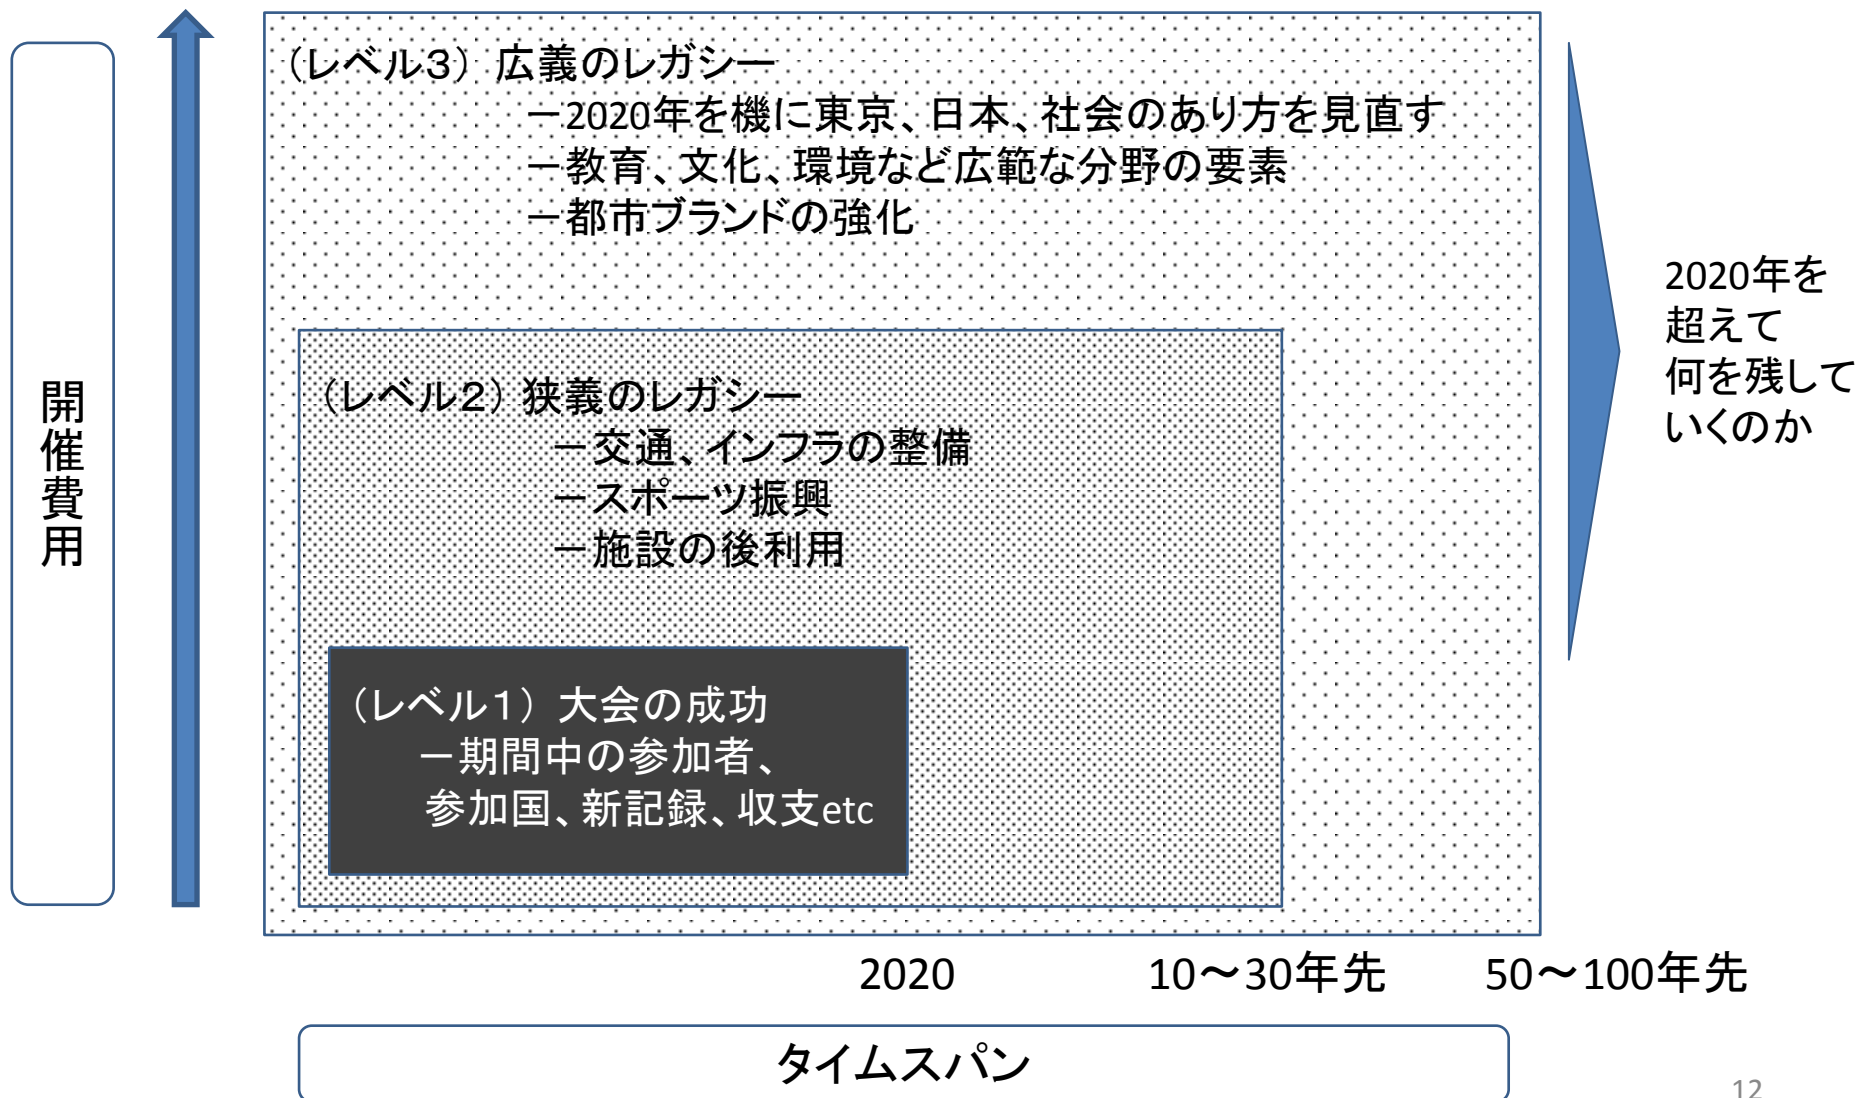 開催費用
（レベル３）広義のレガシー
－2020年を機に東京、日本、社会のあり方を見直す
－教育、文化、環境など広範な分野の要素
－都市ブランドの強化
（レベル２）狭義のレガシー
－交通、インフラの整備
－スポーツ振興
－施設の後利用
（レベル１）大会の成功
－期間中の参加者、
参加国、新記録、収支etc
2020年を
超えて
何を残して
いくのか
2020 10～30年先 50～100年先
タイムスパン
12